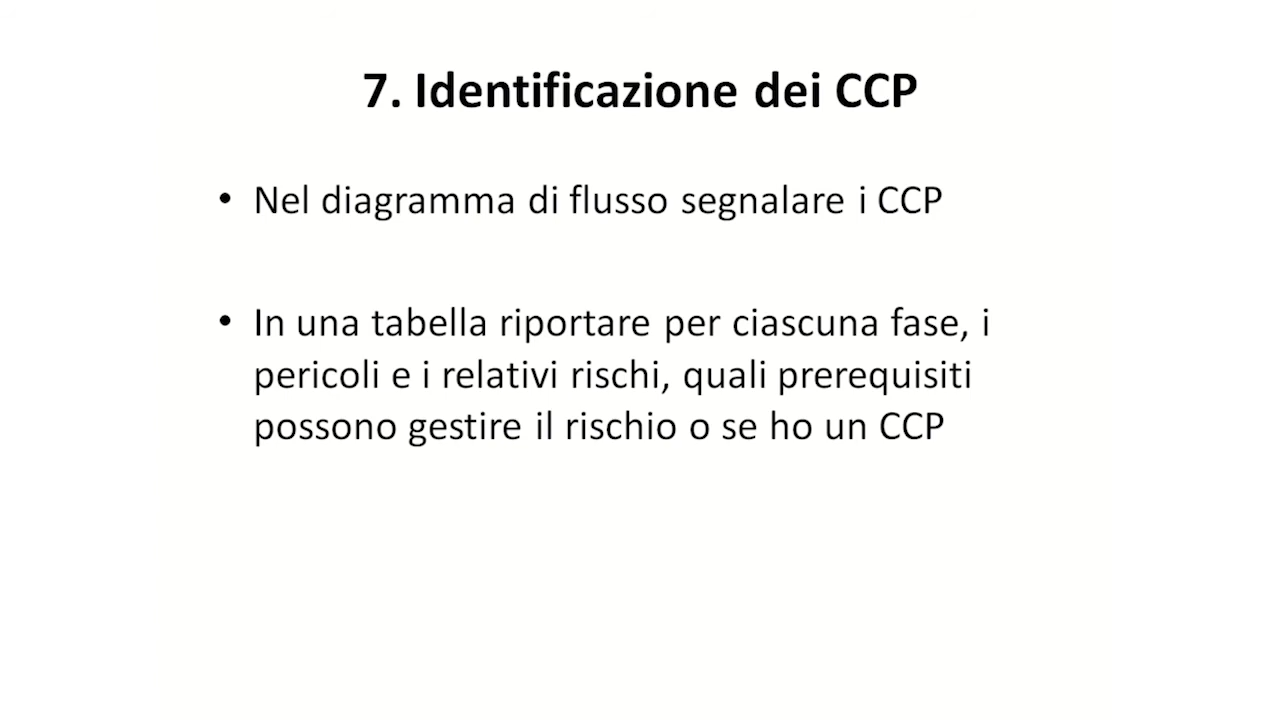 7. Identificazione dei CCP
• Nel diagramma di flusso segnalare i CCP
• In una tabella riportare per ciascuna fase, i
pericoli e i relativi rischi, quali prerequisiti
possono gestire il rischio o se ho un CCP